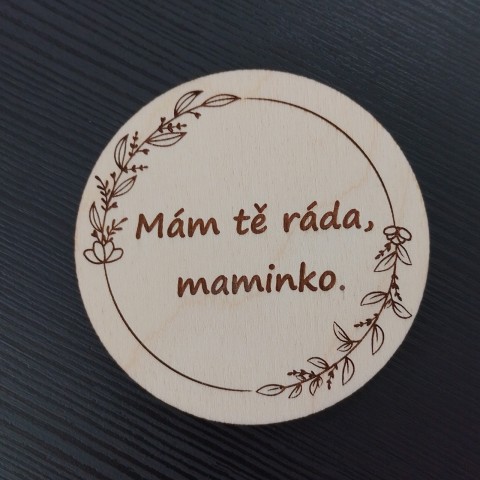 Mám tě ráda,
maminko.